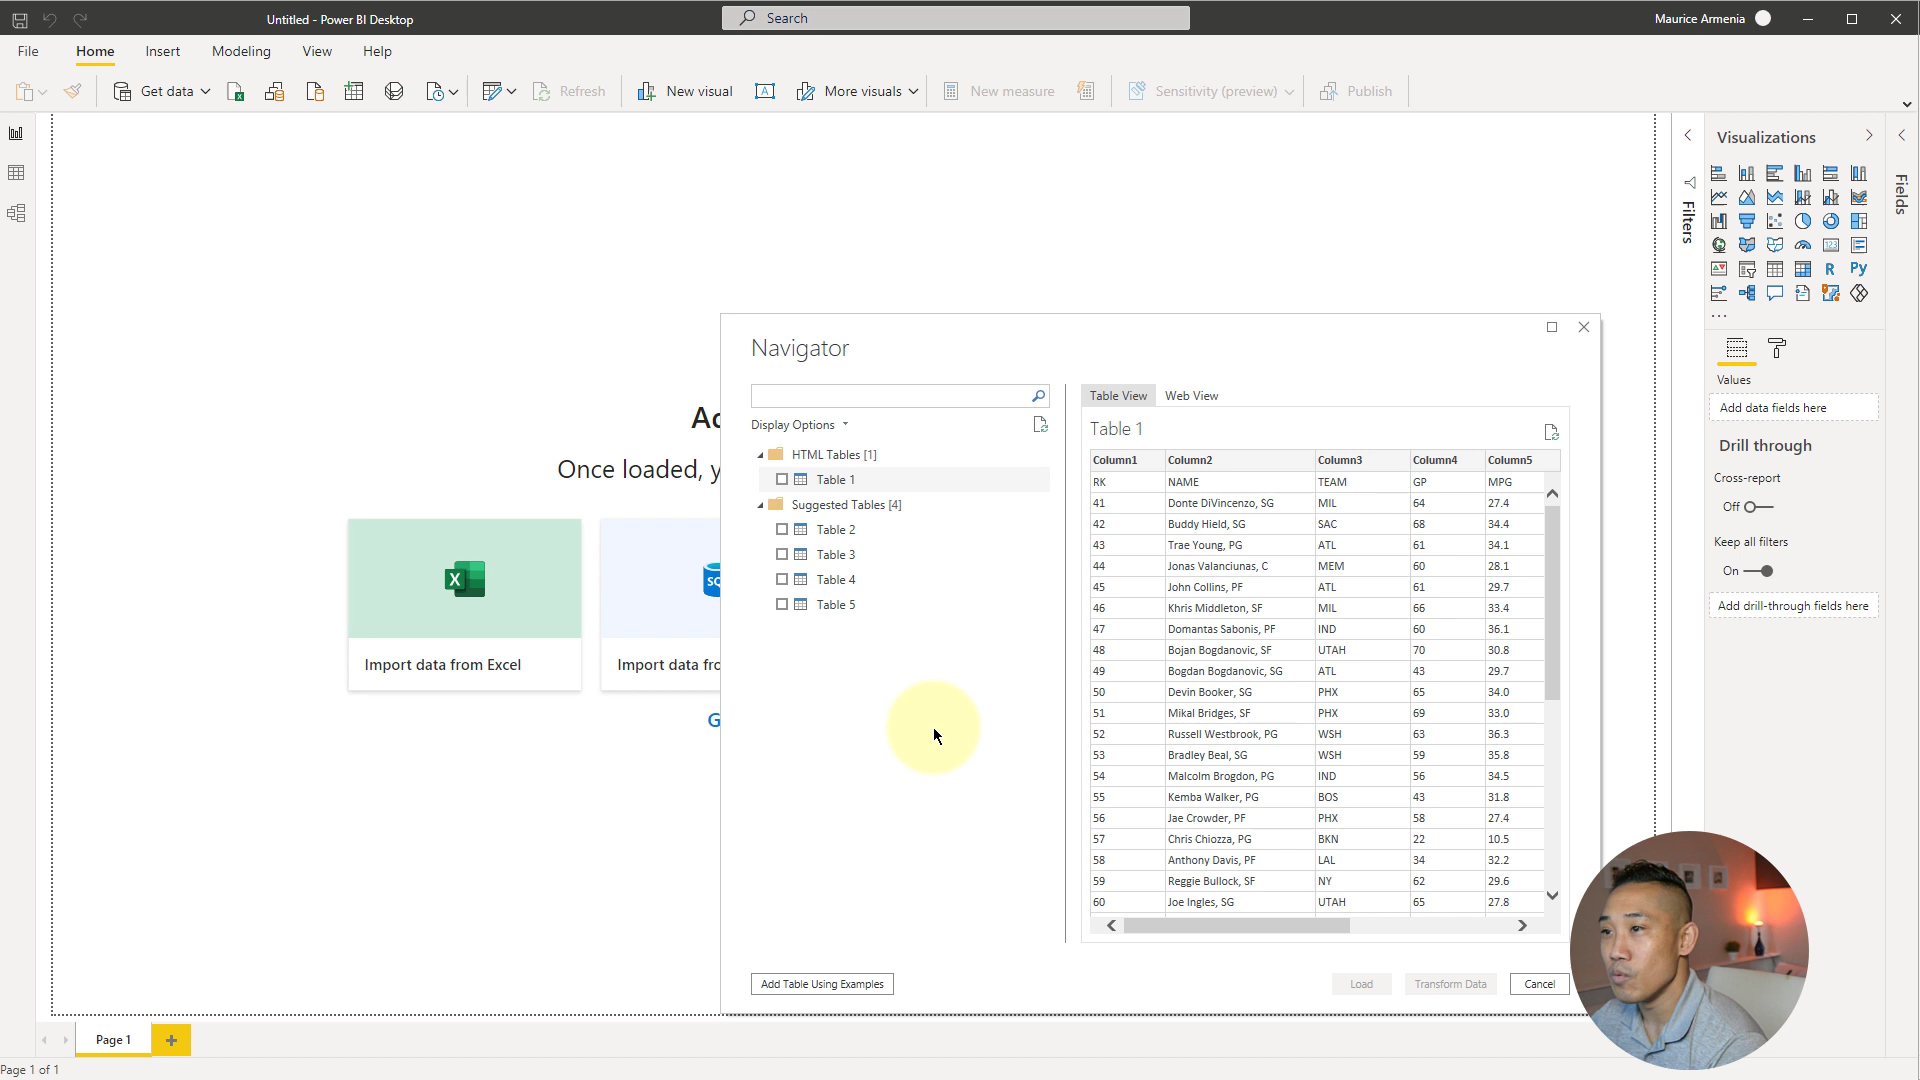 Untitled - Power BI Desktop
Search
Maurice Armenia
File
Home
Insert
Modeling
View
Help
Get data
Refresh
New visual
A
More visuals
New measure
Sensitivity (preview)
Publish
Ad
Once loaded, y
X
SQ
Import data from Excel
Import data fro
G
Navigator
Display Options
HTML Tables [1]
Table 1
Suggested Tables [4]
Table 2
Table 3
Table 4
Table 5
Table View
Web View
Table 1
Column1 Column2 Column3 Column4 Column5
RK NAME TEAM GP MPG
41 Donte DiVincenzo, SG MIL 64 27.4
42 Buddy Hield, SG SAC 68 34.4
43 Trae Young, PG ATL 61 34.1
44 Jonas Valanciunas, C MEM 60 28.1
45 John Collins, PF ATL 61 29.7
46 Khris Middleton, SF MIL 66 33.4
47 Domantas Sabonis, PF IND 60 36.1
48 Bojan Bogdanovic, SF UTAH 70 30.8
49 Bogdan Bogdanovic, SG ATL 43 29.7
50 Devin Booker, SG PHX 65 34.0
51 Mikal Bridges, SF PHX 69 33.0
52 Russell Westbrook, PG WSH 63 36.3
53 Bradley Beal, SG WSH 59 35.8
54 Malcolm Brogdon, PG IND 56 34.5
55 Kemba Walker, PG BOS 43 31.8
56 Jae Crowder, PF PHX 58 27.4
57 Chris Chiozza, PG BKN 22 10.5
58 Anthony Davis, PF LAL 34 32.2
59 Reggie Bullock, SF NY 62 29.6
60 Joe Ingles, SG UTAH 65 27.8
Add Table Using Examples
Load
Transform Data
Cancel
Filters
Visualizations
123
R
Py
...
Values
Add data fields here
Drill through
Cross-report
Off
Keep all filters
On
Add drill-through fields here
Fields
Page 1
+
Page 1 of 1